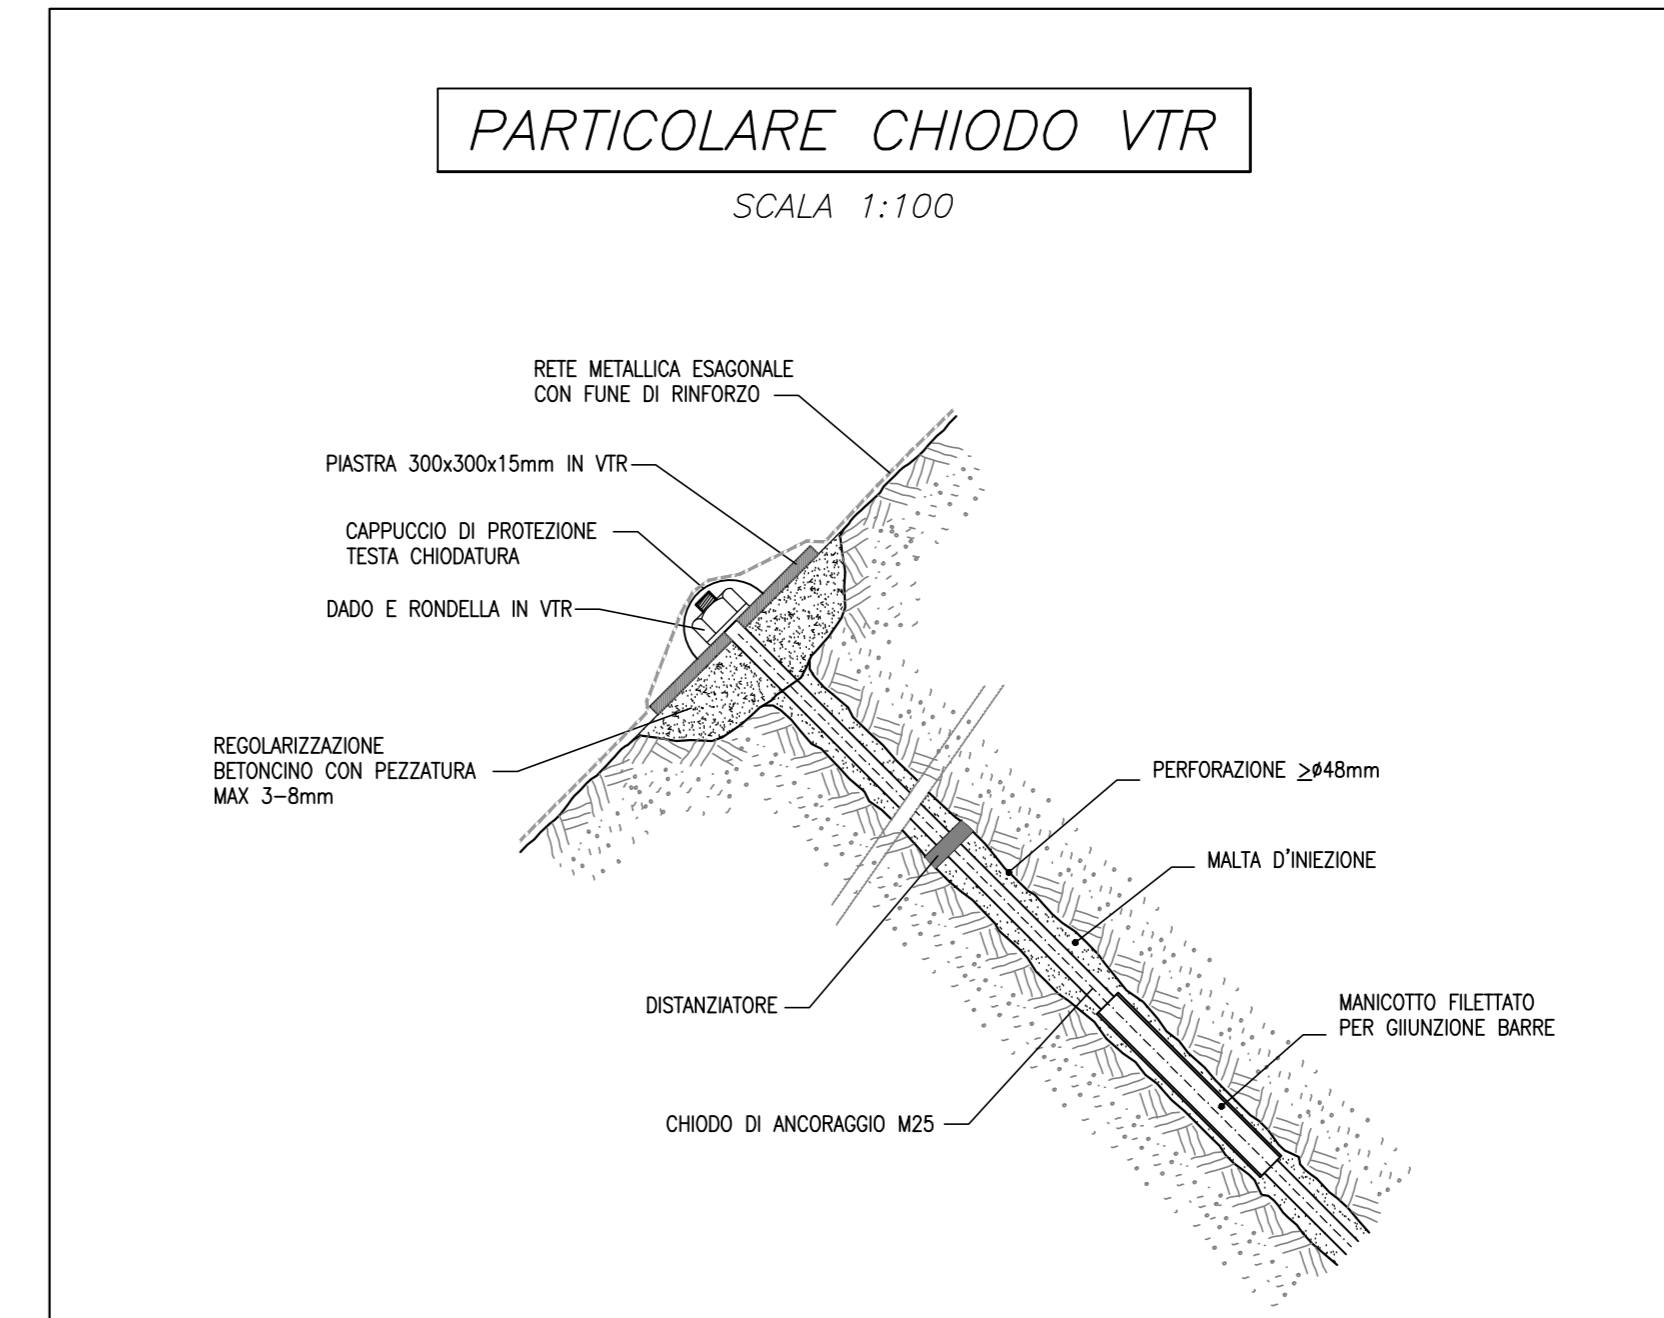 PARTICOLARE CHIODO VTR
SCALA 1:100
RETE METALLICA ESAGONALE
CON FUNE DI RINFORZO
PIASTRA 300x300x15mm IN VTR
CAPPUCCIO DI PROTEZIONE
TESTA CHIODATURA
DADO E RONDELLA IN VTR
REGOLARIZZAZIONE
BETONCINO CON PEZZATURA
MAX 3-8mm
PERFORAZIONE ≥ø48mm
MALTA D'INIEZIONE
DISTANZIATORE
MANICOTTO FILETTATO
PER GIIUNZIONE BARRE
CHIODO DI ANCORAGGIO M25